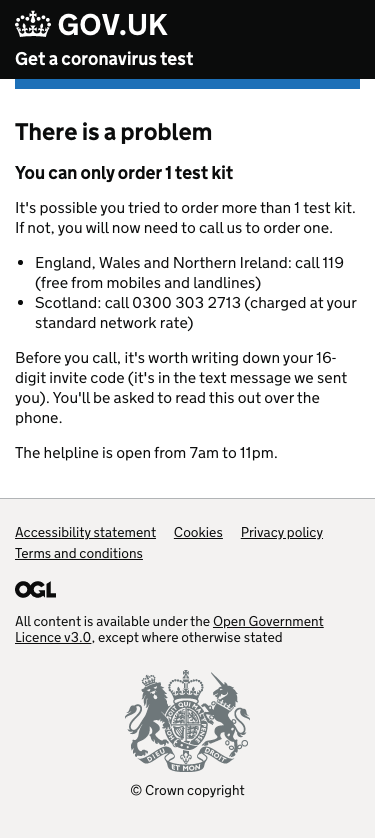 GOV.UK
Get a coronavirus test
There is a problem
You can only order 1 test kit
It's possible you tried to order more than 1 test kit.
If not, you will now need to call us to order one.
• England, Wales and Northern Ireland: call 119
(free from mobiles and landlines)
• Scotland: call 0300 303 2713 (charged at your
standard network rate)
Before you call, it's worth writing down your 16-
digit invite code (it's in the text message we sent
you). You'll be asked to read this out over the
phone.
The helpline is open from 7am to 11pm.
Accessibility statement Cookies Privacy policy
Terms and conditions
OGL
All content is available under the Open Government
Licence v3.0, except where otherwise stated
DIEU ET MON DROIT
© Crown copyright